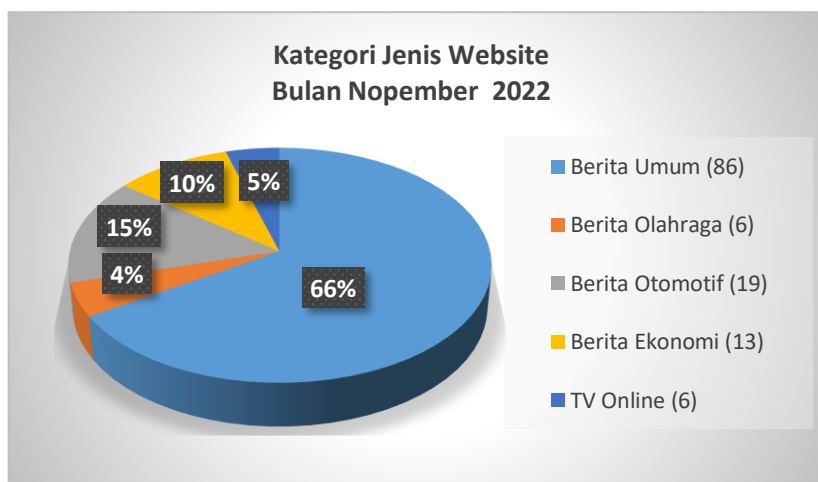 Kategori Jenis Website
Bulan Nopember 2022
10%
5%
15%
4%
66%
Berita Umum (86)
Berita Olahraga (6)
Berita Otomotif (19)
Berita Ekonomi (13)
TV Online (6)